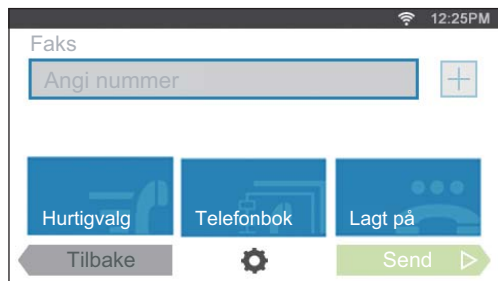 12:25PM
Faks
Angi nummer
Hurtigvalg Telefonbok Lagt på
Tilbake Send